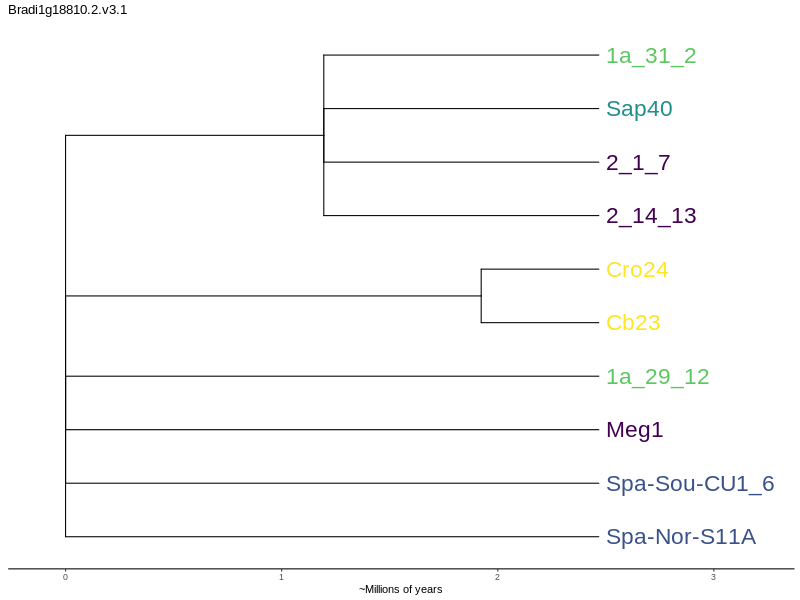 Bradi1g18810.2.v3.1
1a_31_2
Sap40
2_1_7
2_14_13
Cro24
Cb23
1a_29_12
Meg1
Spa-Sou-CU1_6
Spa-Nor-S11A
0 1 2 3
~Millions of years